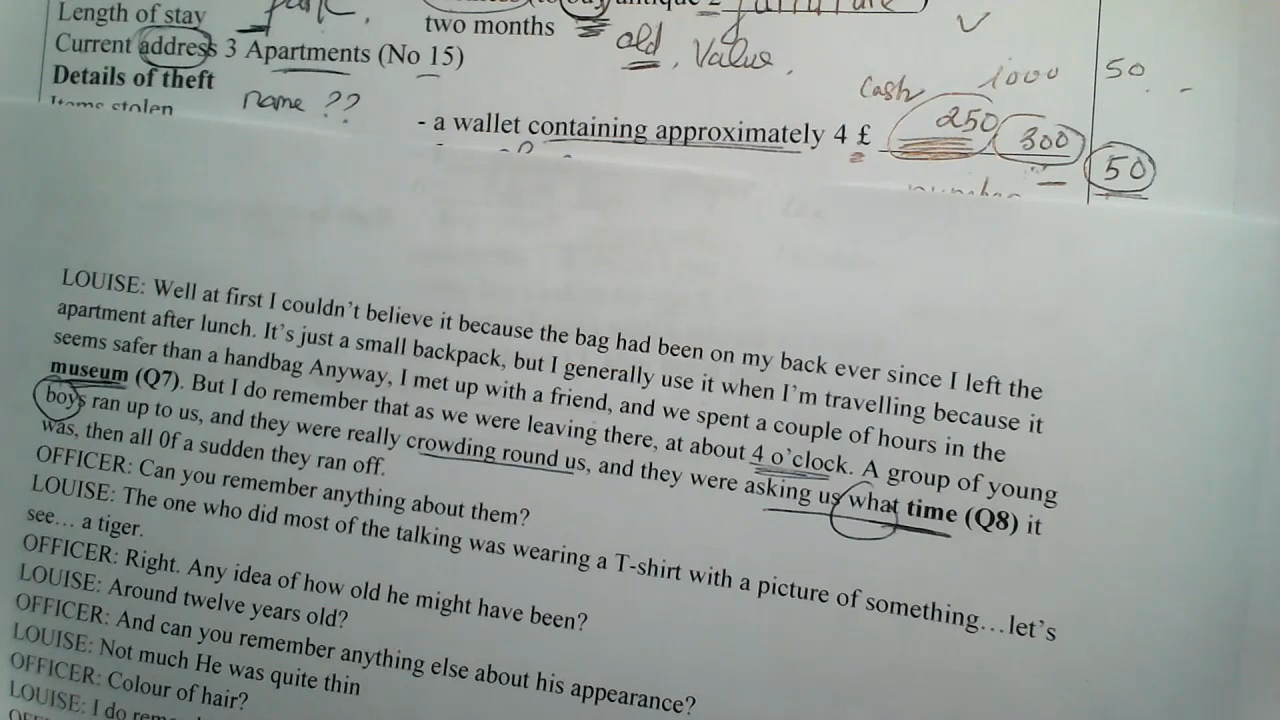 Length of stay
two months
old, Value,
Current address 3 Apartments (No 15)
Details of theft
name ??
Cash 1000 50
- a wallet containing approximately 4 £ 250 300 50
LOUISE: Well at first I couldn't believe it because the bag had been on my back ever since I left the
apartment after lunch. It's just a small backpack, but I generally use it when I'm travelling because it
seems safer than a handbag Anyway, I met up with a friend, and we spent a couple of hours in the
museum (Q7). But I do remember that as we were leaving there, at about 4 o'clock. A group of young
boys ran up to us, and they were really crowding round us, and they were asking us what time (Q8) it
was, then all 0f a sudden they ran off.
OFFICER: Can you remember anything about them?
LOUISE: The one who did most of the talking was wearing a T-shirt with a picture of something…let's
see… a tiger.
OFFICER: Right. Any idea of how old he might have been?
LOUISE: Around twelve years old?
OFFICER: And can you remember anything else about his appearance?
LOUISE: Not much He was quite thin
OFFICER: Colour of hair?
LOUISE: I do